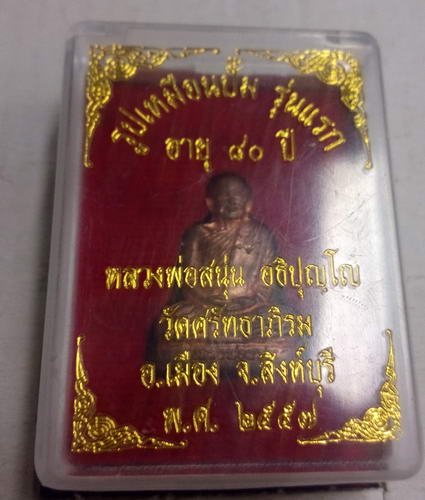 รูปเหมือนปั๊ม รุ่นแรก
อายุ ๘๐ ปี
หลวงพ่อสนุ่น อธิปุญฺโญ
วัดศรัทธาภิรม
อ.เมือง จ.สิงห์บุรี
พ.ศ. ๒๕๕๗